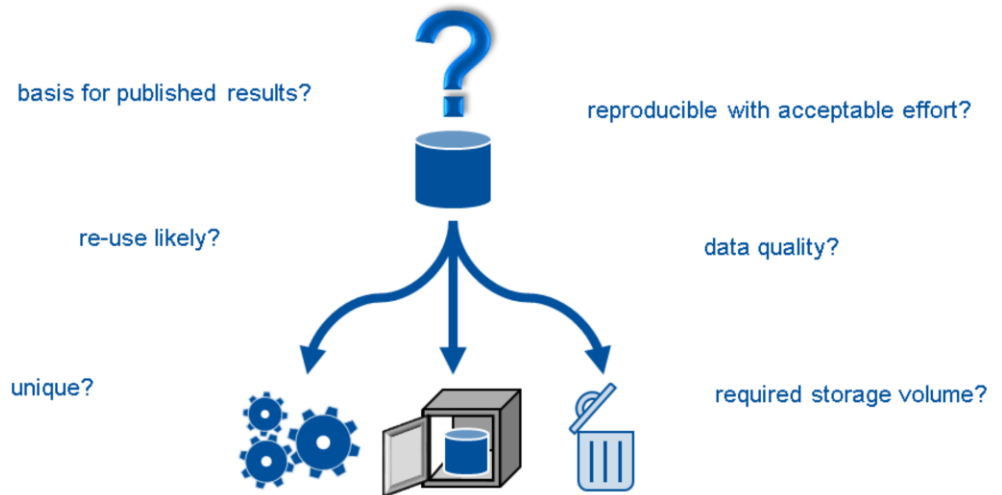 ?
basis for published results?
reproducible with acceptable effort?
re-use likely?
data quality?
unique?
required storage volume?